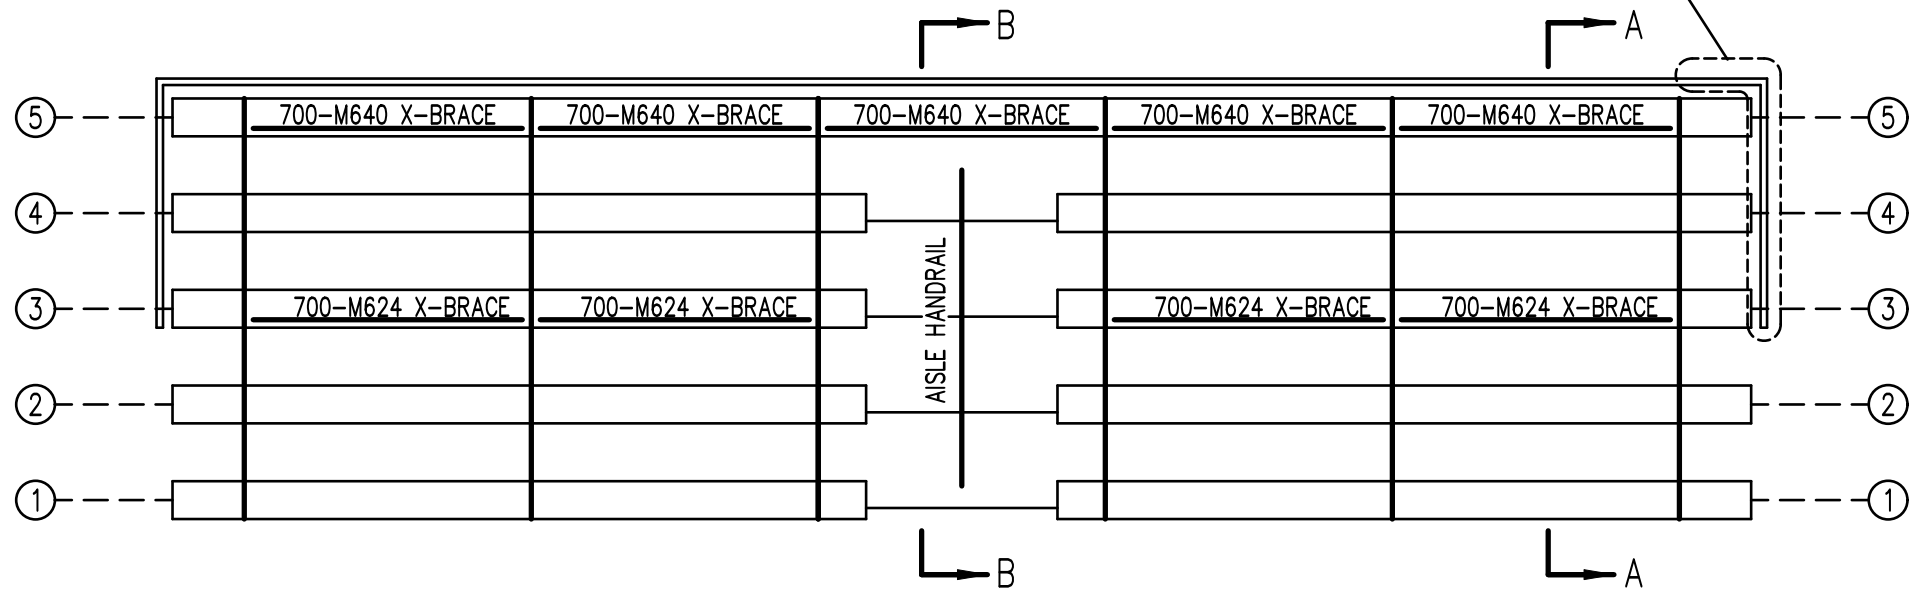 B A
5 700-M640 X-BRACE 700-M640 X-BRACE 700-M640 X-BRACE 700-M640 X-BRACE 700-M640 X-BRACE 5
4 4
3 700-M624 X-BRACE 700-M624 X-BRACE 700-M624 X-BRACE 700-M624 X-BRACE 3
AISLE HANDRAIL
2 2
1 1
B A